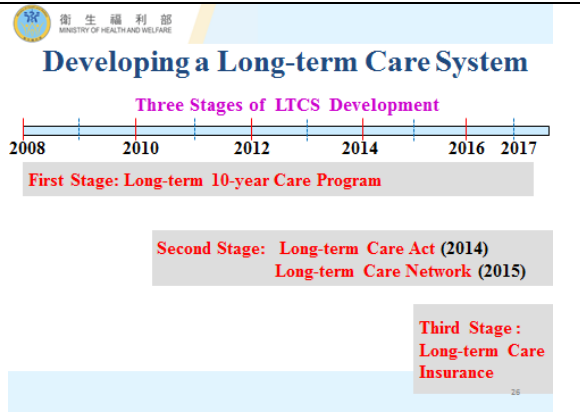 衛生福利部
MINISTRY OF HEALTH AND WELFARE
Developing a Long-term Care System
Three Stages of LTCS Development
2008 2010 2012 2014 2016 2017
First Stage: Long-term 10-year Care Program
Second Stage: Long-term Care Act (2014)
Long-term Care Network (2015)
Third Stage :
Long-term Care
Insurance
26